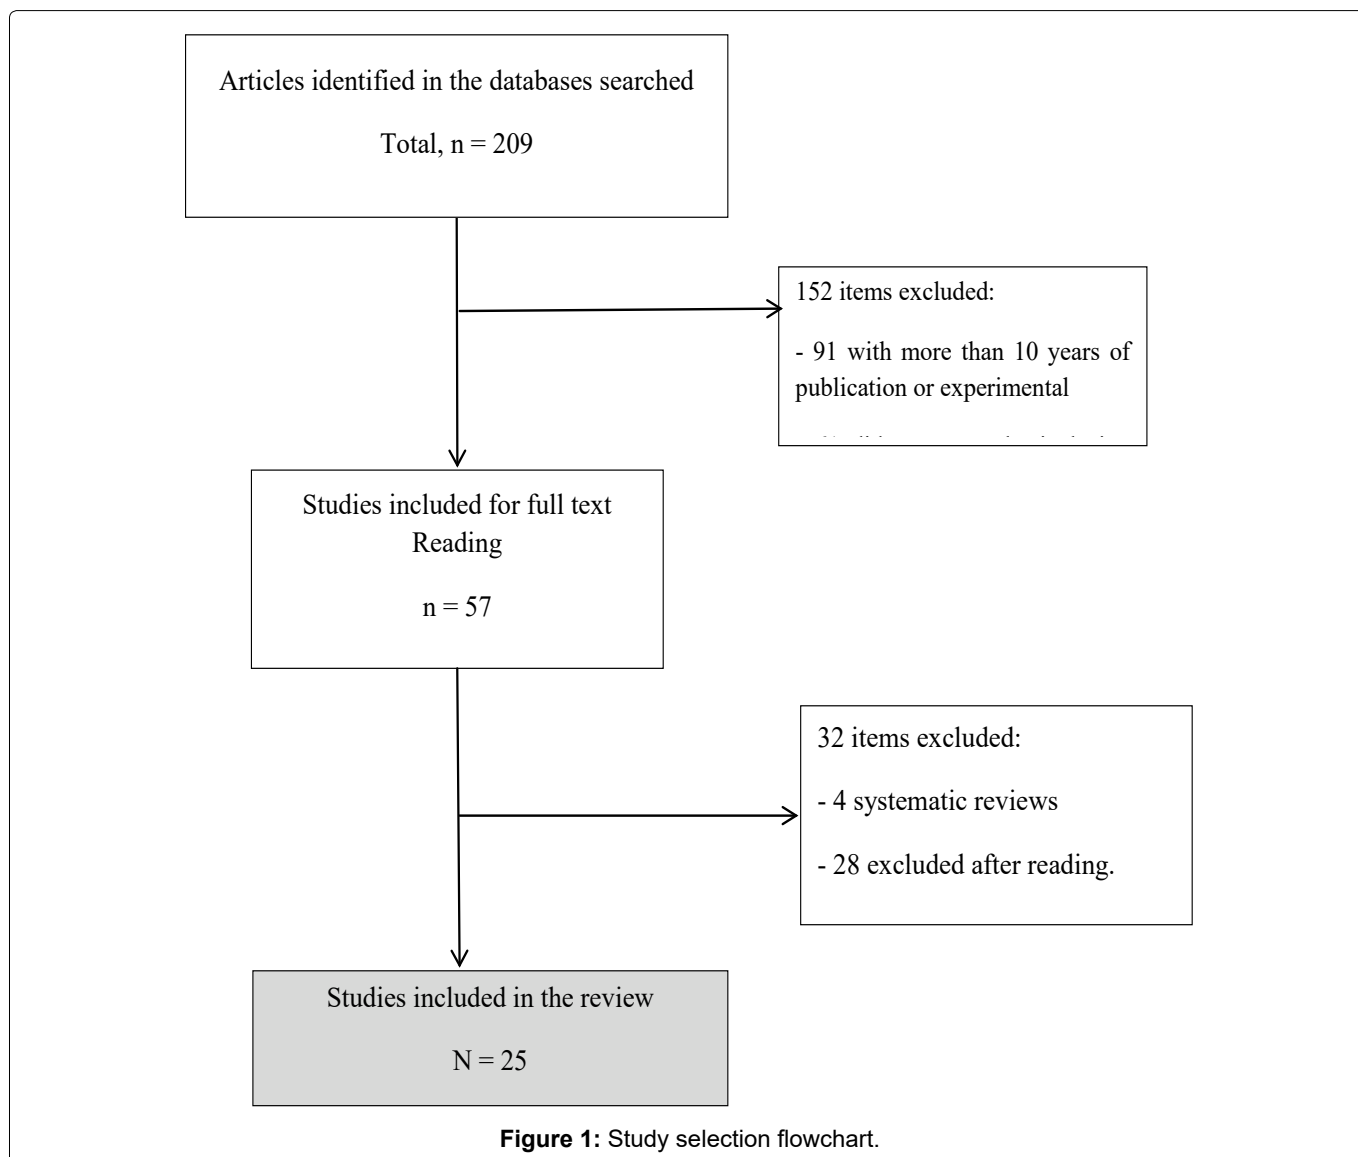 Articles identified in the databases searched
Total, n = 209
152 items excluded:
- 91 with more than 10 years of
publication or experimental
Studies included for full text
Reading
n = 57
32 items excluded:
- 4 systematic reviews
- 28 excluded after reading.
Studies included in the review
N = 25
Figure 1: Study selection flowchart.